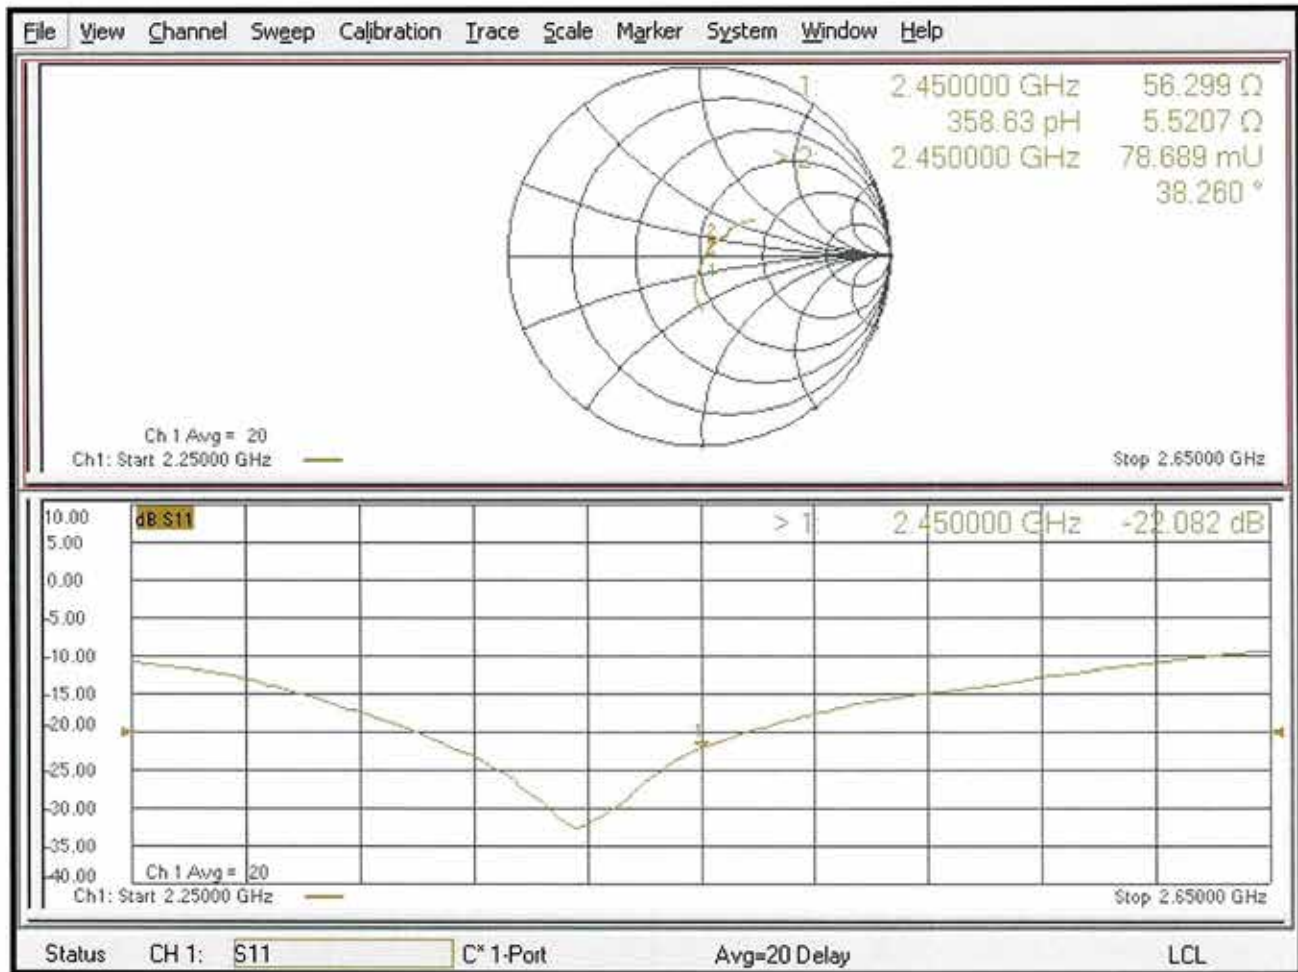 File View Channel Sweep Calibration Trace Scale Marker System Window Help
1: 2.450000 GHz 56.299 Ω
358.63 pH 5.5207 Ω
> 2: 2.450000 GHz 78.689 mU
38.260 °
2
1
Ch 1 Avg = 20
Ch1: Start 2.25000 GHz
Stop 2.65000 GHz
10.00 dB S11 > 1: 2.450000 GHz -22.082 dB
5.00
0.00
-5.00
-10.00
-15.00
-20.00
1
-25.00
-30.00
-35.00
-40.00
Ch 1 Avg = 20
Ch1: Start 2.25000 GHz
Stop 2.65000 GHz
Status CH 1: S11 C* 1-Port Avg=20 Delay LCL